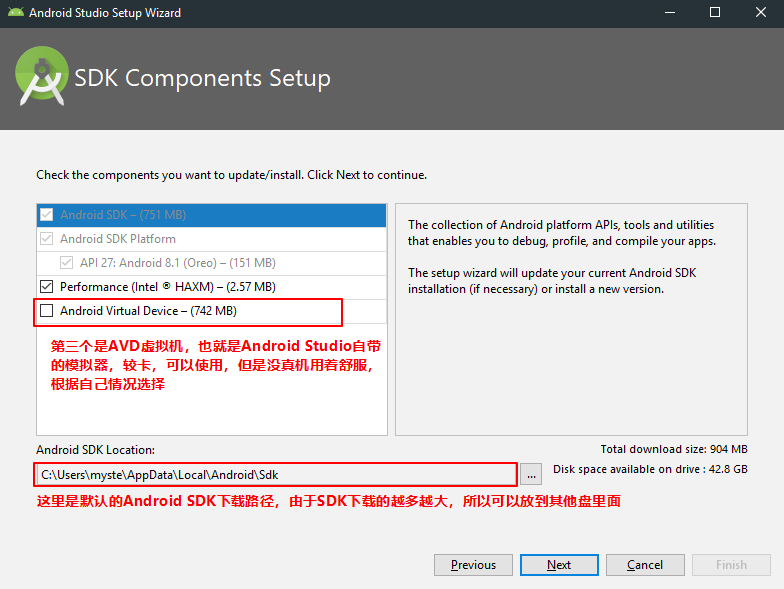 Android Studio Setup Wizard
SDK Components Setup
Check the components you want to update/install. Click Next to continue.
Android SDK – (751 MB)
Android SDK Platform
API 27: Android 8.1 (Oreo) – (151 MB)
Performance (Intel ® HAXM) – (2.57 MB)
Android Virtual Device – (742 MB)
第三个是AVD虚拟机，也就是Android Studio自带
的模拟器，较卡，可以使用，但是没真机用着舒服，
根据自己情况选择
The collection of Android platform APIs, tools and utilities
that enables you to debug, profile, and compile your apps.
The setup wizard will update your current Android SDK
installation (if necessary) or install a new version.
Android SDK Location:
Total download size: 904 MB
C:\Users\myste\AppData\Local\Android\Sdk
...
Disk space available on drive : 42.8 GB
这里是默认的Android SDK下载路径，由于SDK下载的越多越大，所以可以放到其他盘里面
Previous
Next
Cancel
Finish